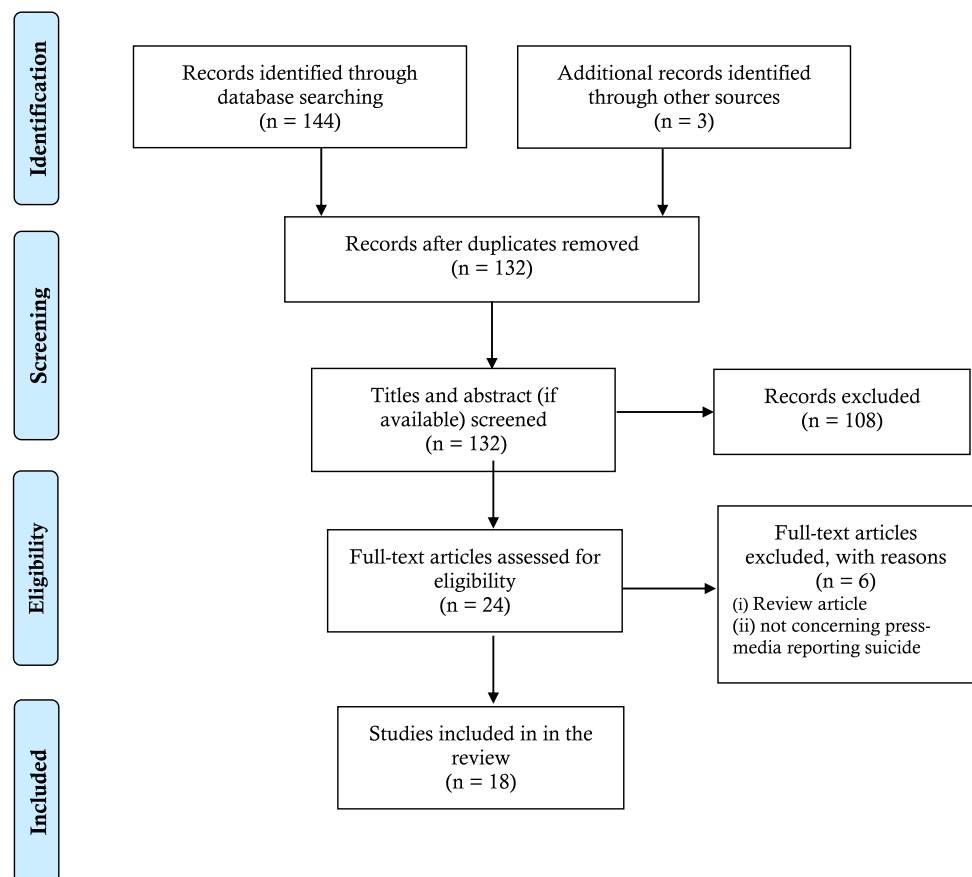 Identification
Records identified through
database searching
(n = 144)
Additional records identified
through other sources
(n = 3)
Screening
Records after duplicates removed
(n = 132)
Titles and abstract (if
available) screened
(n = 132)
Records excluded
(n = 108)
Eligibility
Full-text articles assessed for
eligibility
(n = 24)
Full-text articles
excluded, with reasons
(n = 6)
(i) Review article
(ii) not concerning press-
media reporting suicide
Included
Studies included in in the
review
(n = 18)